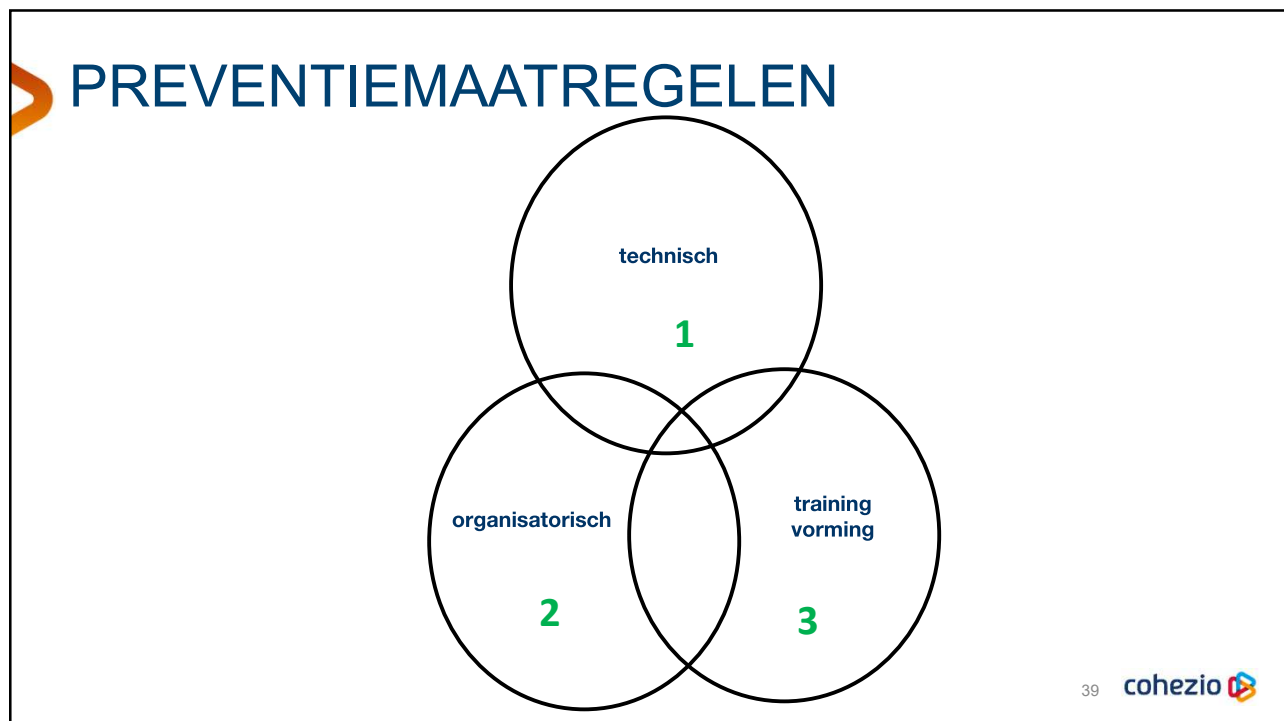 PREVENTIEMAATREGELEN
technisch
1
organisatorisch
2
training
vorming
3
39
cohezio